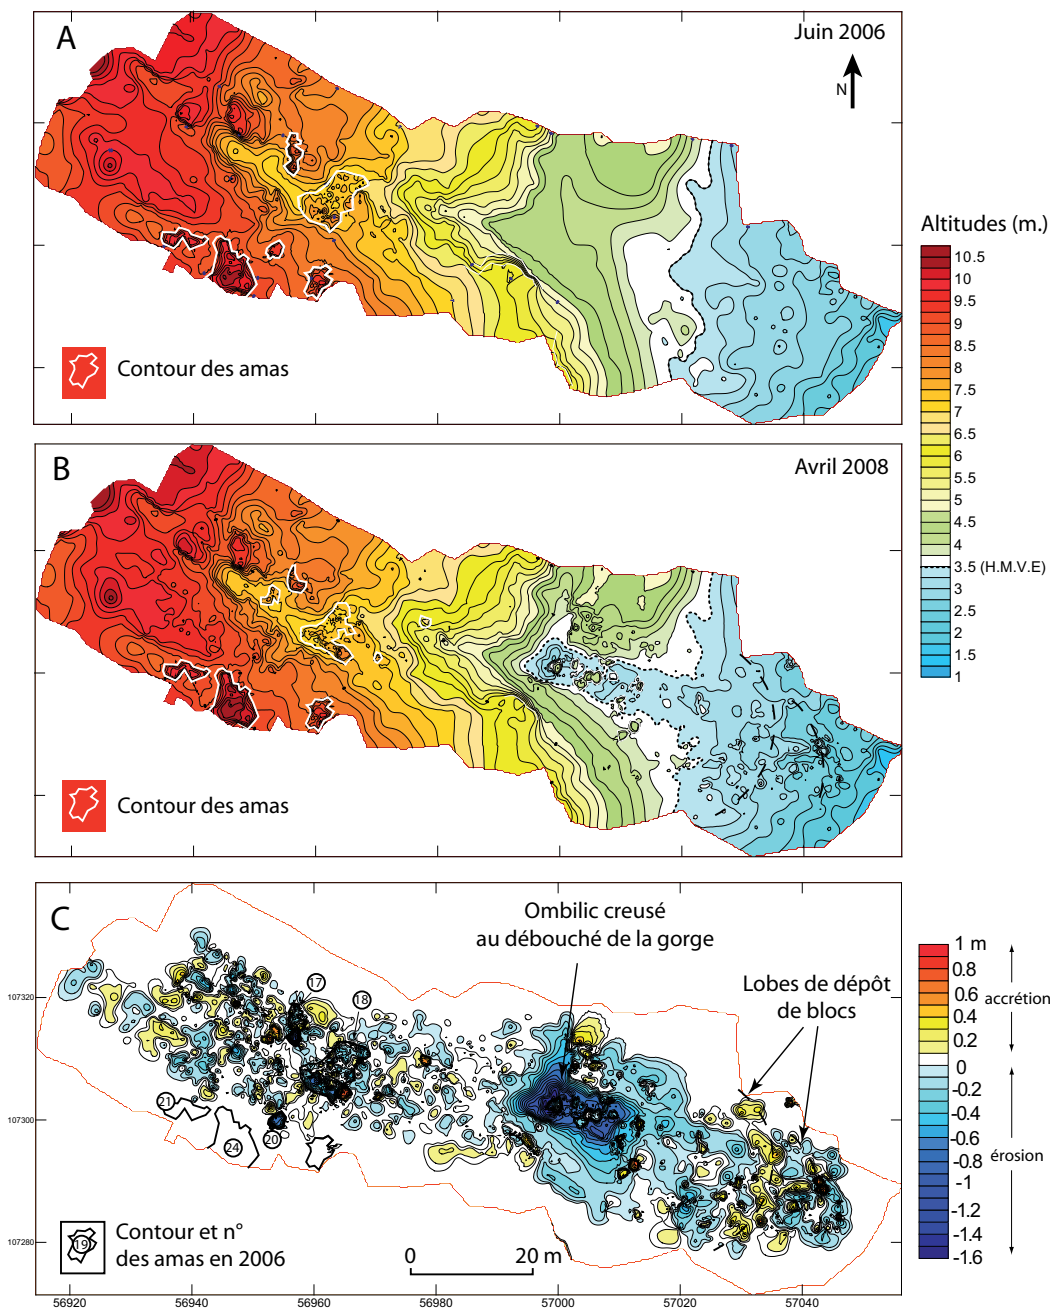 A
Juin 2006
N
Contour des amas
Altitudes (m.)
10.5
10
9.5
9
8.5
8
7.5
7
6.5
6
5.5
5
4.5
4
3.5 (H.M.V.E)
3
2.5
2
1.5
1
B
Avril 2008
Contour des amas
C
Ombilic creusé
au débouché de la gorge
Lobes de dépôt
de blocs
17
18
21
24
20
19
Contour et n°
des amas en 2006
0 20 m
107320
107300
107280
56920 56940 56960 56980 57000 57020 57040
1 m
0.8
0.6
0.4
0.2
0
-0.2
-0.4
-0.6
-0.8
-1
-1.2
-1.4
-1.6
accrétion
érosion